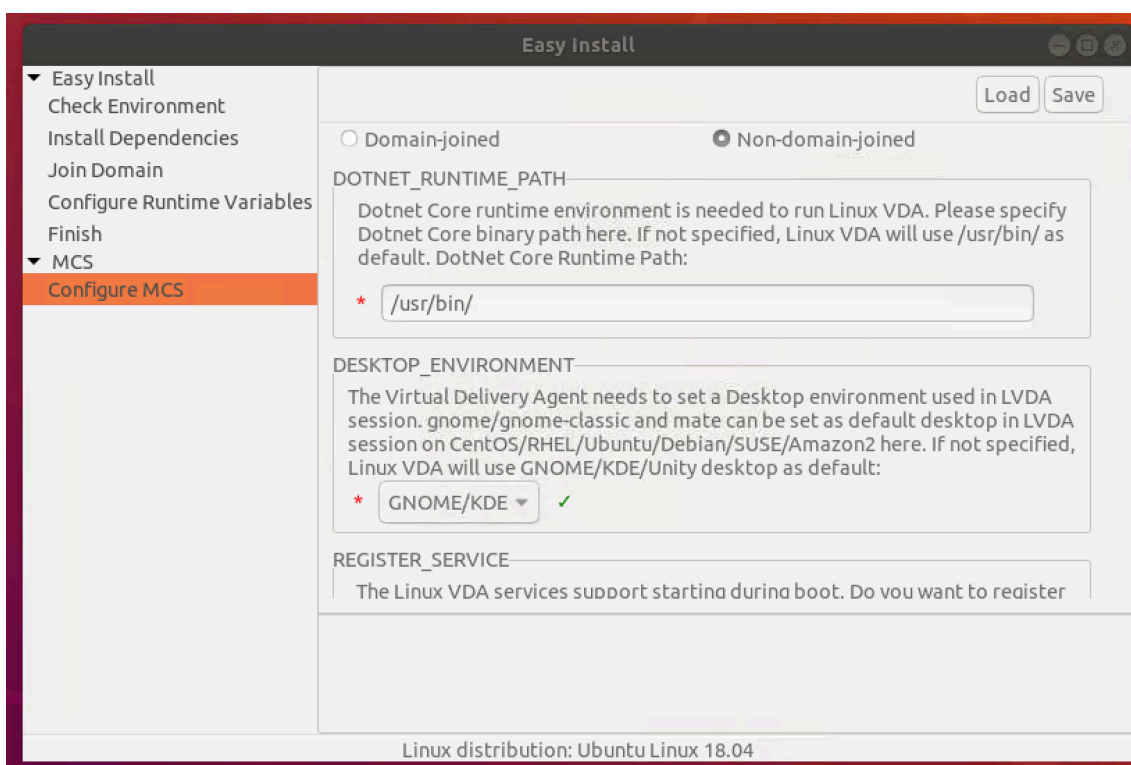 Easy Install
Easy Install
Check Environment
Install Dependencies
Join Domain
Configure Runtime Variables
Finish
MCS
Configure MCS
Load Save
Domain-joined Non-domain-joined
DOTNET_RUNTIME_PATH
Dotnet Core runtime environment is needed to run Linux VDA. Please specify
Dotnet Core binary path here. If not specified, Linux VDA will use /usr/bin/ as
default. DotNet Core Runtime Path:
* /usr/bin/
DESKTOP_ENVIRONMENT
The Virtual Delivery Agent needs to set a Desktop environment used in LVDA
session. gnome/gnome-classic and mate can be set as default desktop in LVDA
session on CentOS/RHEL/Ubuntu/Debian/SUSE/Amazon2 here. If not specified,
Linux VDA will use GNOME/KDE/Unity desktop as default:
* GNOME/KDE ✓
REGISTER_SERVICE
The Linux VDA services support starting during boot. Do you want to register
Linux distribution: Ubuntu Linux 18.04